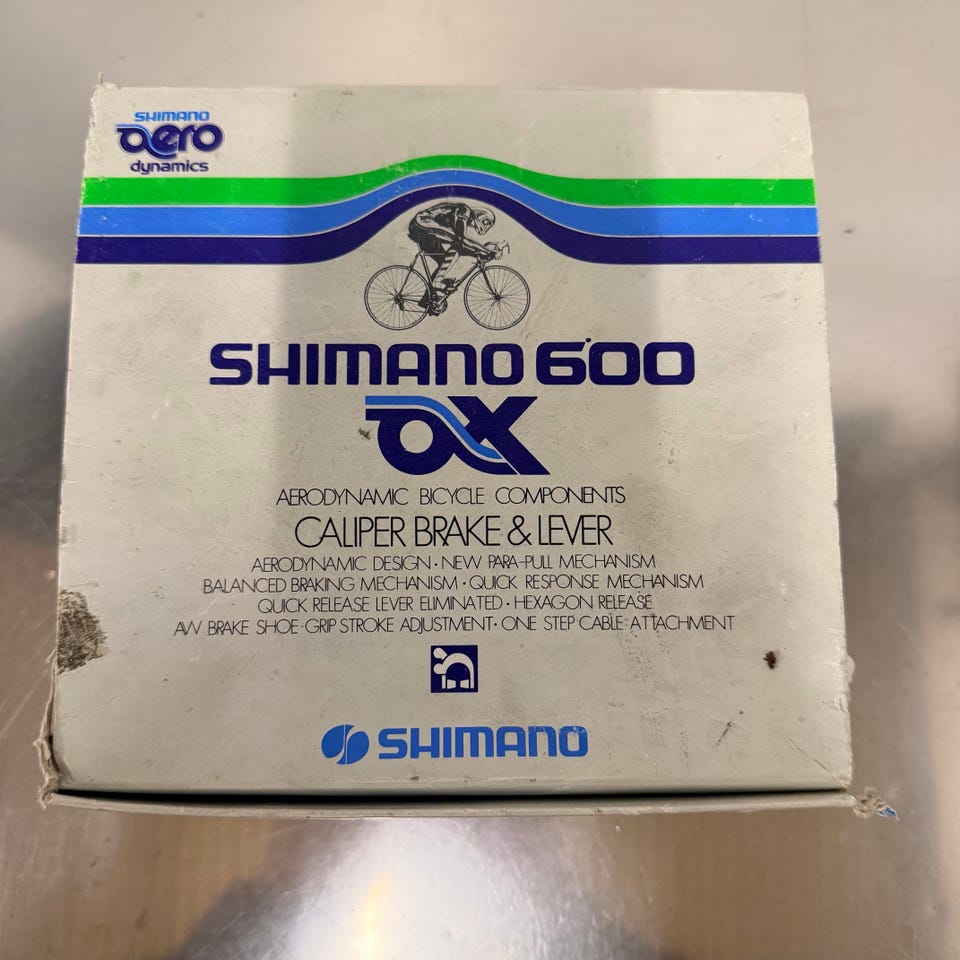 SHIMANO
aero
dynamics
SHIMANO 600
AX
AERODYNAMIC BICYCLE COMPONENTS
CALIPER BRAKE & LEVER
AERODYNAMIC DESIGN · NEW PARA-PULL MECHANISM
BALANCED BRAKING MECHANISM · QUICK RESPONSE MECHANISM
QUICK RELEASE LEVER ELIMINATED · HEXAGON RELEASE
AW BRAKE SHOE · GRIP STROKE ADJUSTMENT · ONE STEP CABLE ATTACHMENT
SHIMANO